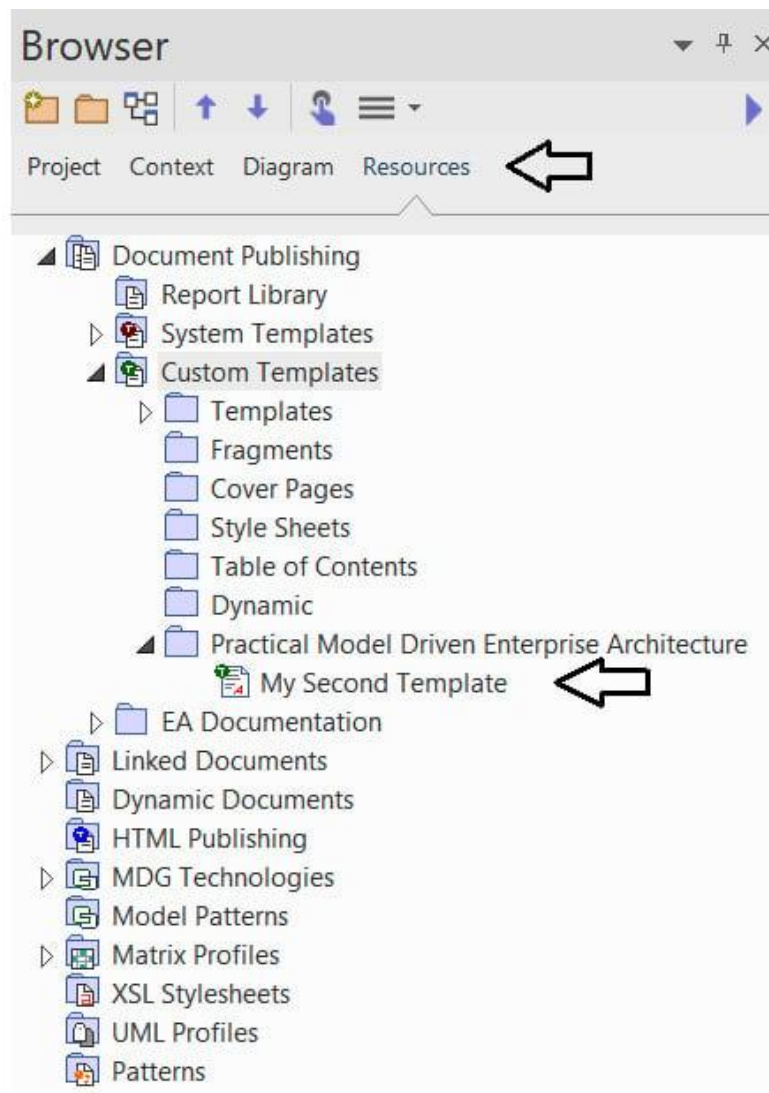 Browser
Project Context Diagram Resources
Document Publishing
Report Library
System Templates
Custom Templates
Templates
Fragments
Cover Pages
Style Sheets
Table of Contents
Dynamic
Practical Model Driven Enterprise Architecture
My Second Template
EA Documentation
Linked Documents
Dynamic Documents
HTML Publishing
MDG Technologies
Model Patterns
Matrix Profiles
XSL Stylesheets
UML Profiles
Patterns